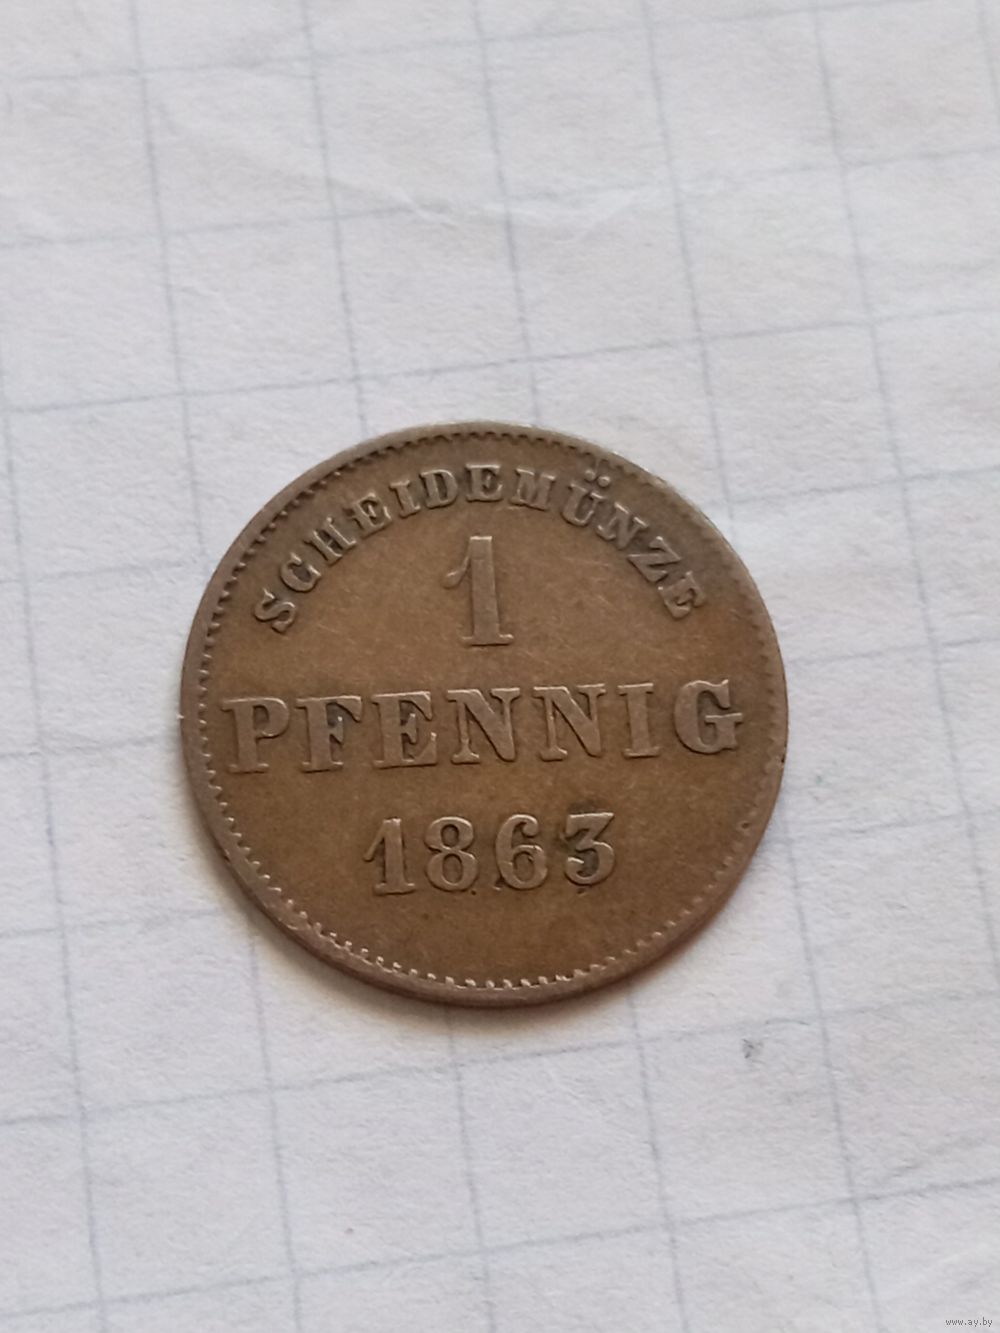 SCHEIDEMÜNZE
1
PFENNIG
1863
www.ay.by